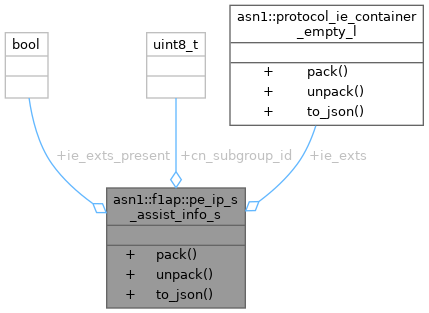 asn1::protocol_ie_container
_empty_l
+ pack()
+ unpack()
+ to_json()
bool
uint8_t
+ie_exts_present
+cn_subgroup_id
+ie_exts
asn1::f1ap::pe_ip_s
_assist_info_s
+ pack()
+ unpack()
+ to_json()